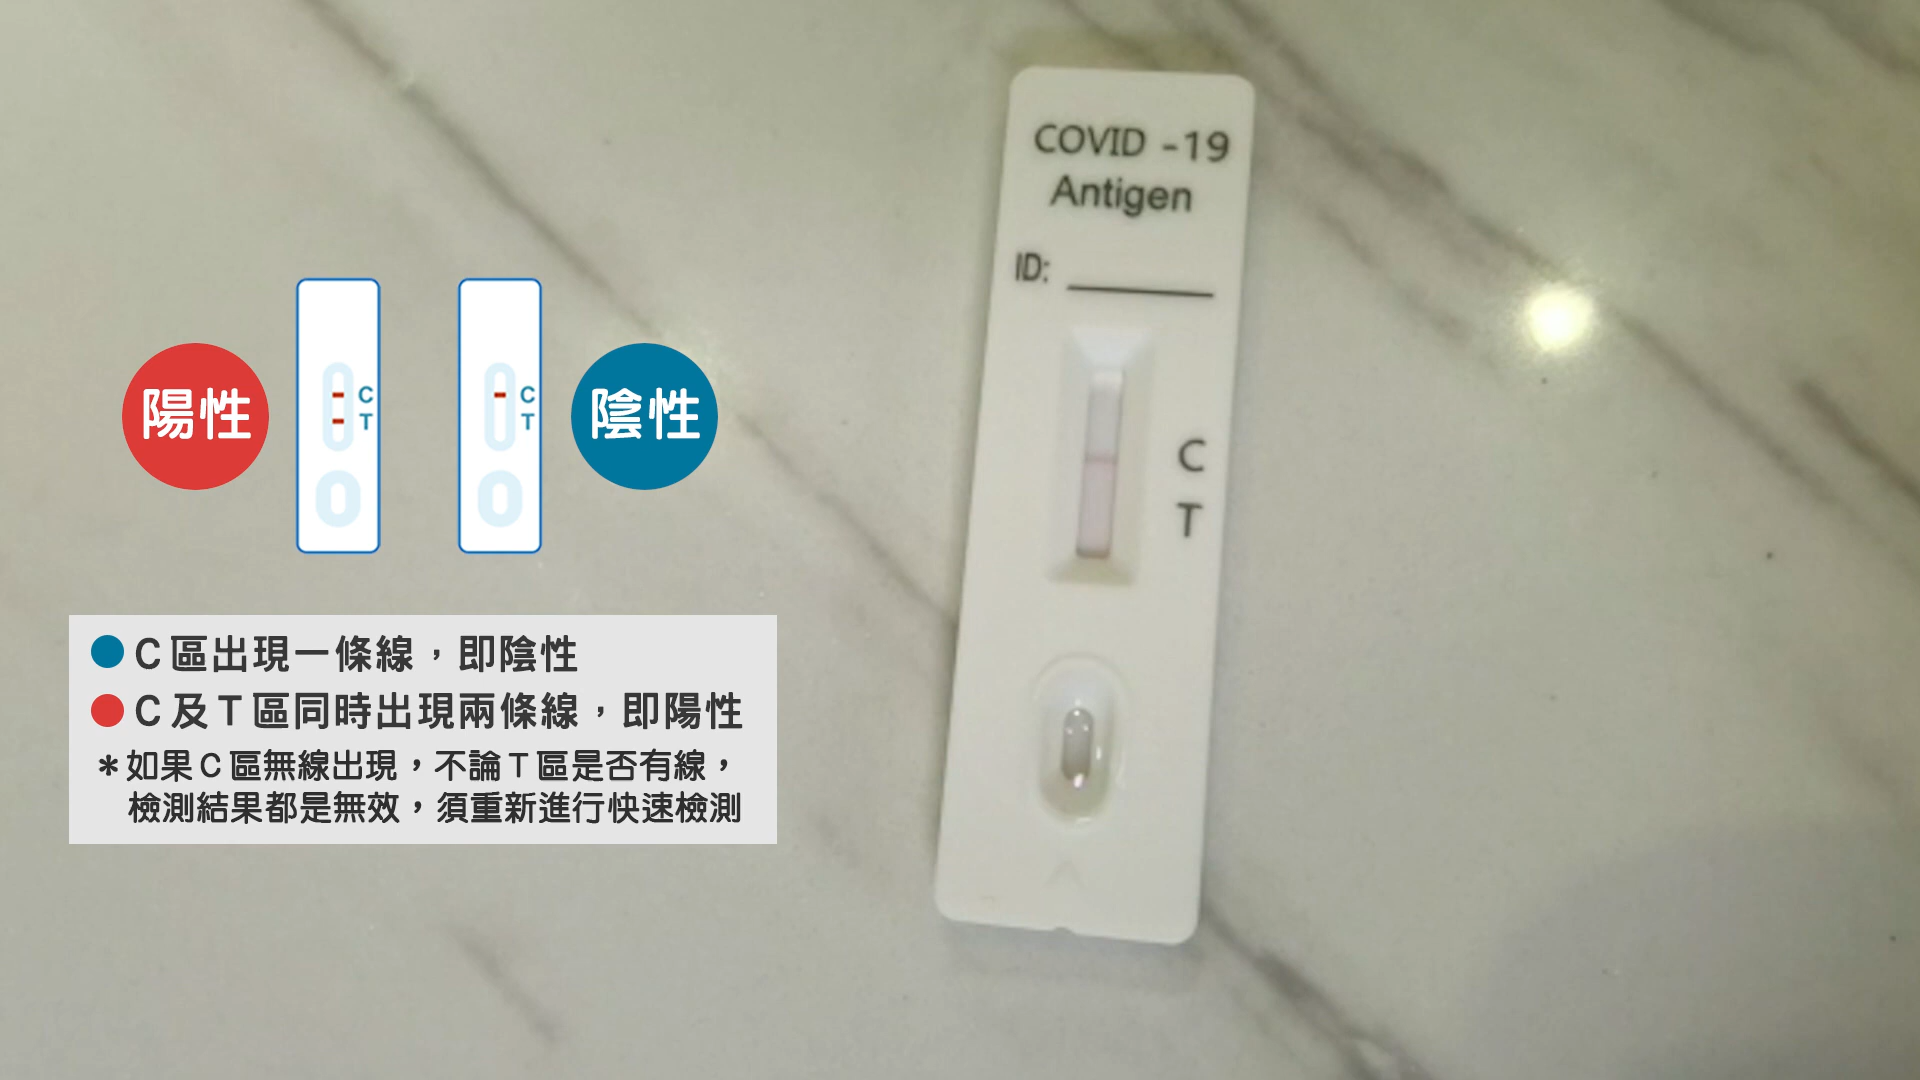 陽性
C
T
C
T
陰性
C區出現一條線，即陰性
C及T區同時出現兩條線，即陽性
*如果C區無線出現，不論T區是否有線，
檢測結果都是無效，須重新進行快速檢測
COVID -19
Antigen
ID:
C
T